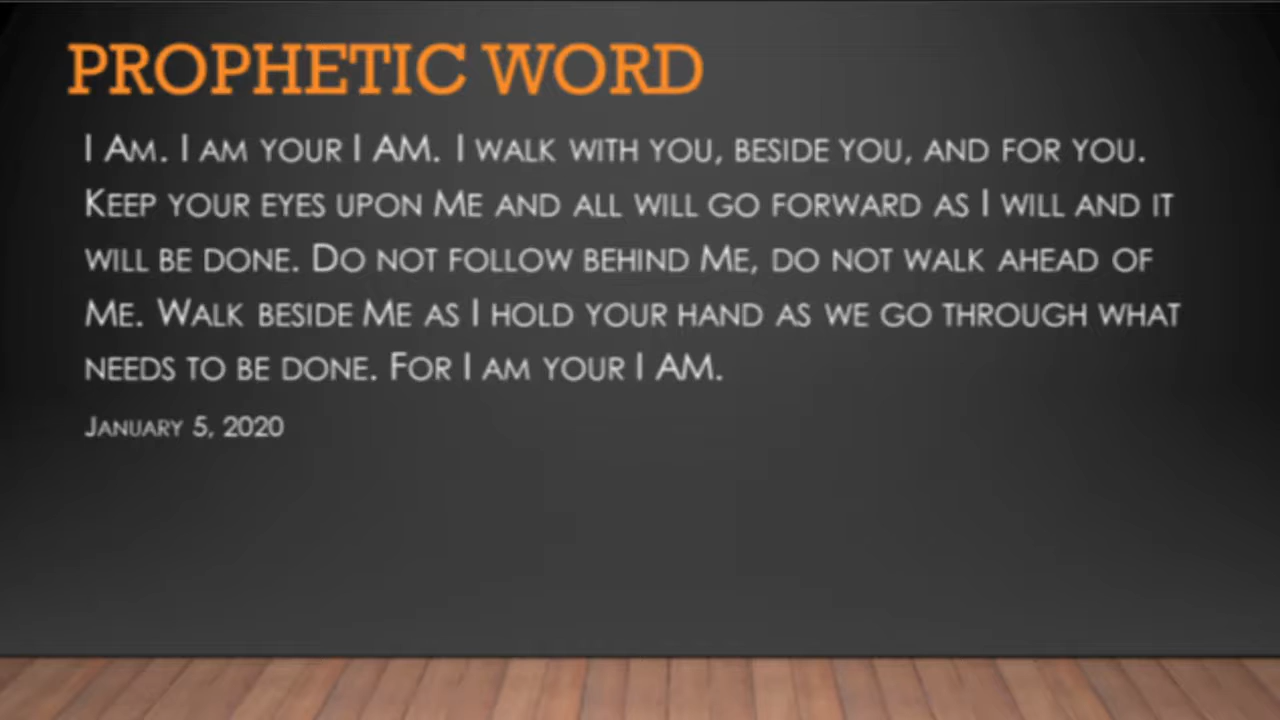 PROPHETIC WORD
I AM. I AM YOUR I AM. I WALK WITH YOU, BESIDE YOU, AND FOR YOU.
KEEP YOUR EYES UPON ME AND ALL WILL GO FORWARD AS I WILL AND IT
WILL BE DONE. DO NOT FOLLOW BEHIND ME, DO NOT WALK AHEAD OF
ME. WALK BESIDE ME AS I HOLD YOUR HAND AS WE GO THROUGH WHAT
NEEDS TO BE DONE. FOR I AM YOUR I AM.
JANUARY 5, 2020